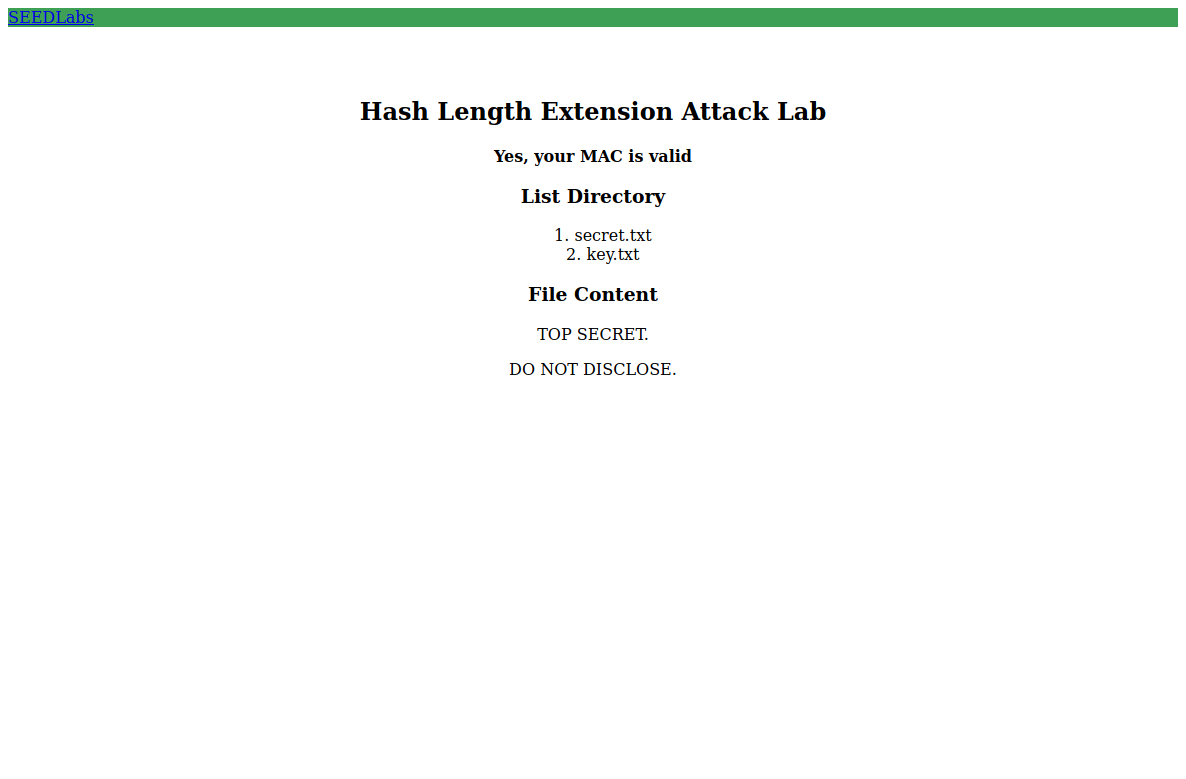 SEEDLabs
Hash Length Extension Attack Lab
Yes, your MAC is valid
List Directory
1. secret.txt
2. key.txt
File Content
TOP SECRET.
DO NOT DISCLOSE.